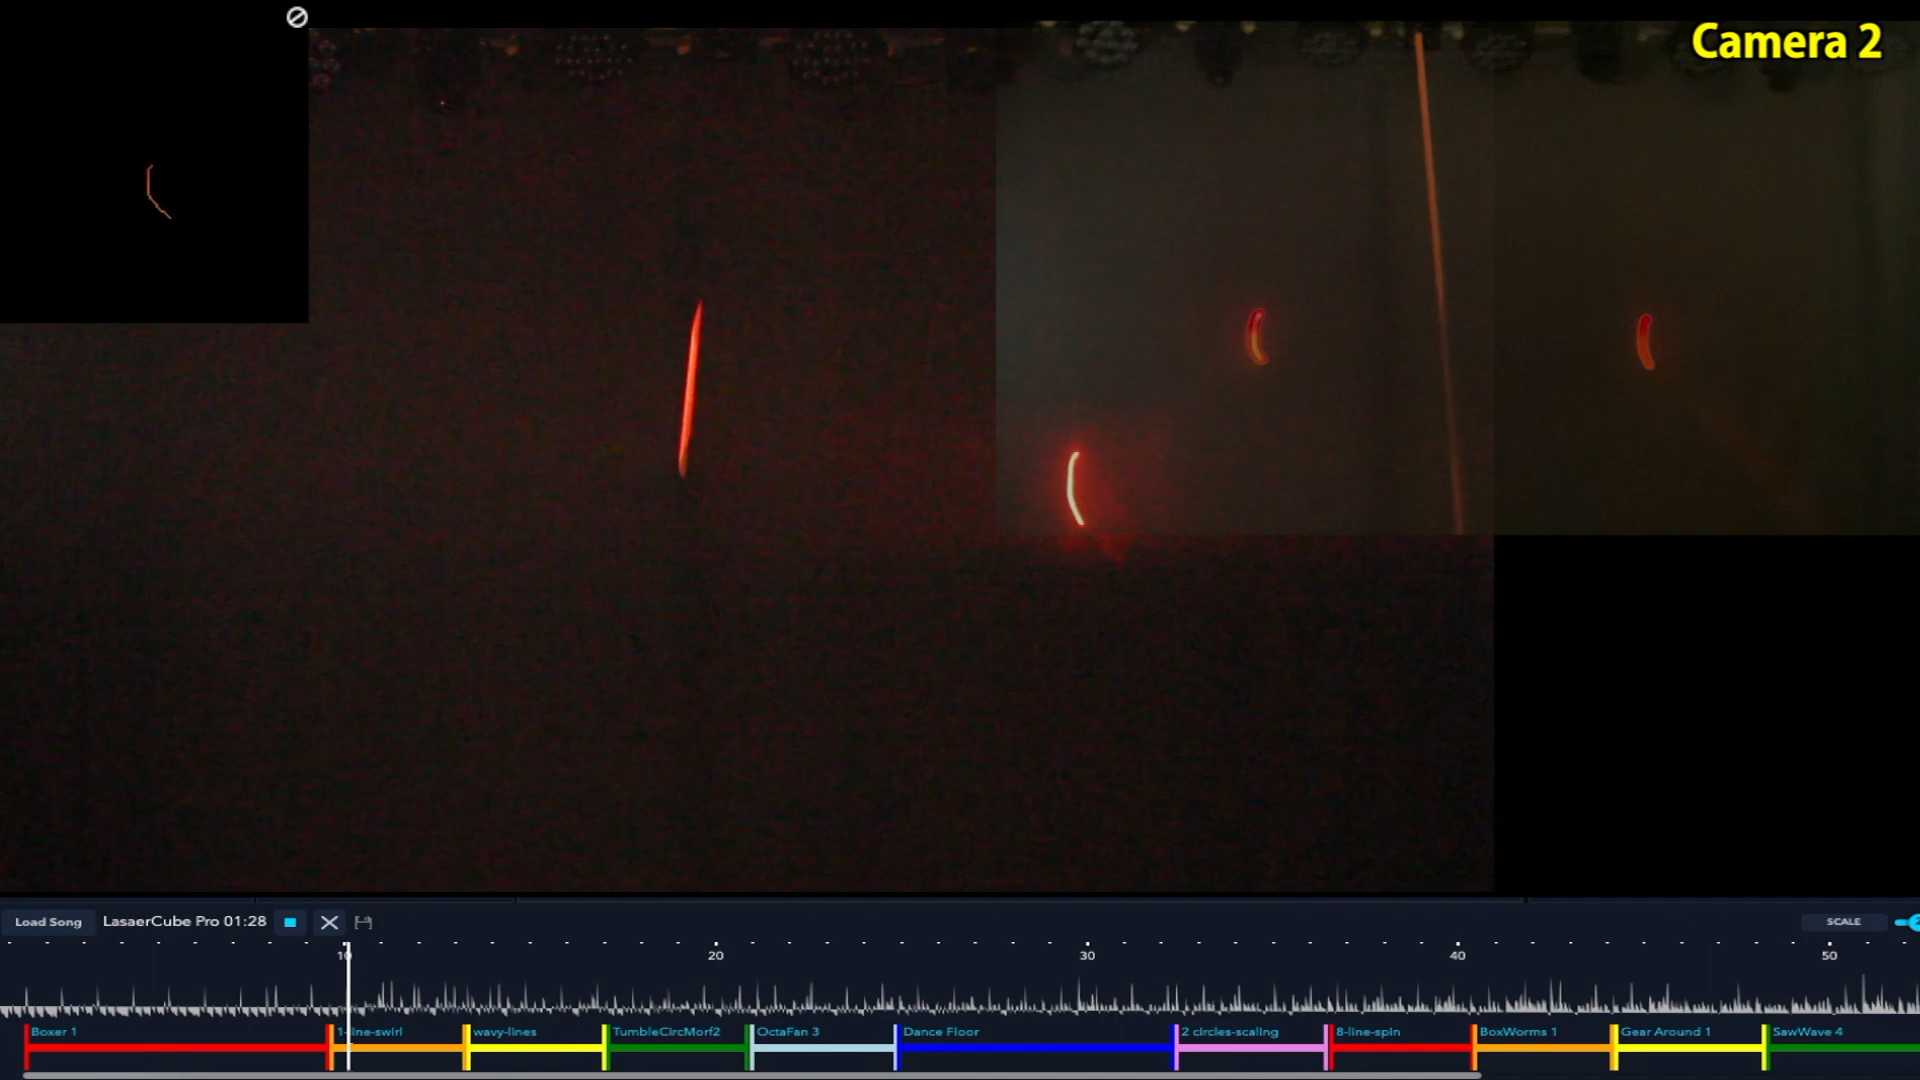 Camera 2
Load Song LasaerCube Pro 01:28 SCALE 2
10 20 30 40 50
Boxer 1 1-line-swirl wavy-lines TumbleCircMorf2 OctaFan 3 Dance Floor 2 circles-scaling 8-line-spin BoxWorms 1 Gear Around 1 SawWave 4